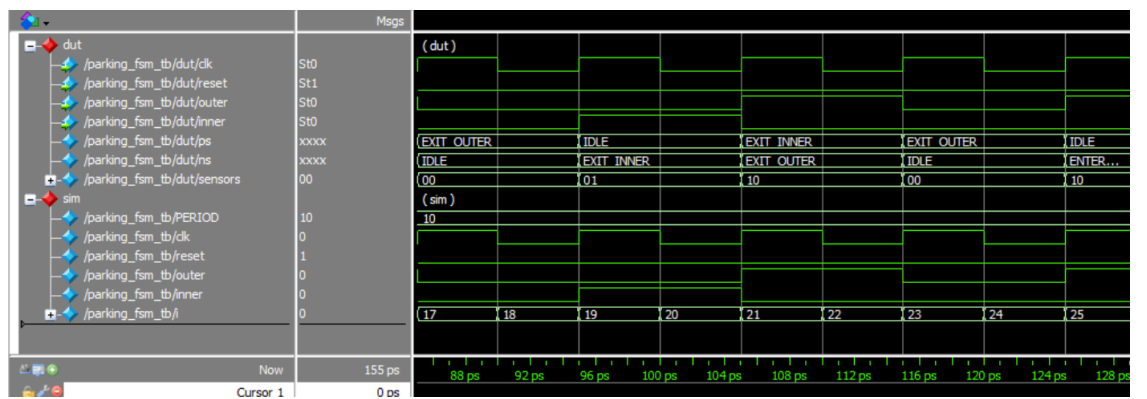 Msgs
dut (dut)
/parking_fsm_tb/dut/clk St0
/parking_fsm_tb/dut/reset St1
/parking_fsm_tb/dut/outer St0
/parking_fsm_tb/dut/inner St0
/parking_fsm_tb/dut/ps xxxx EXIT OUTER IDLE EXIT INNER EXIT OUTER IDLE
/parking_fsm_tb/dut/ns xxxx IDLE EXIT INNER EXIT OUTER IDLE ENTER...
/parking_fsm_tb/dut/sensors 00 00 01 10 00 10
sim (sim)
/parking_fsm_tb/PERIOD 10 10
/parking_fsm_tb/clk 0
/parking_fsm_tb/reset 1
/parking_fsm_tb/outer 0
/parking_fsm_tb/inner 0
/parking_fsm_tb/i 0 17 18 19 20 21 22 23 24 25
Now 155 ps 88 ps 92 ps 96 ps 100 ps 104 ps 108 ps 112 ps 116 ps 120 ps 124 ps 128 ps
Cursor 1 0 ps